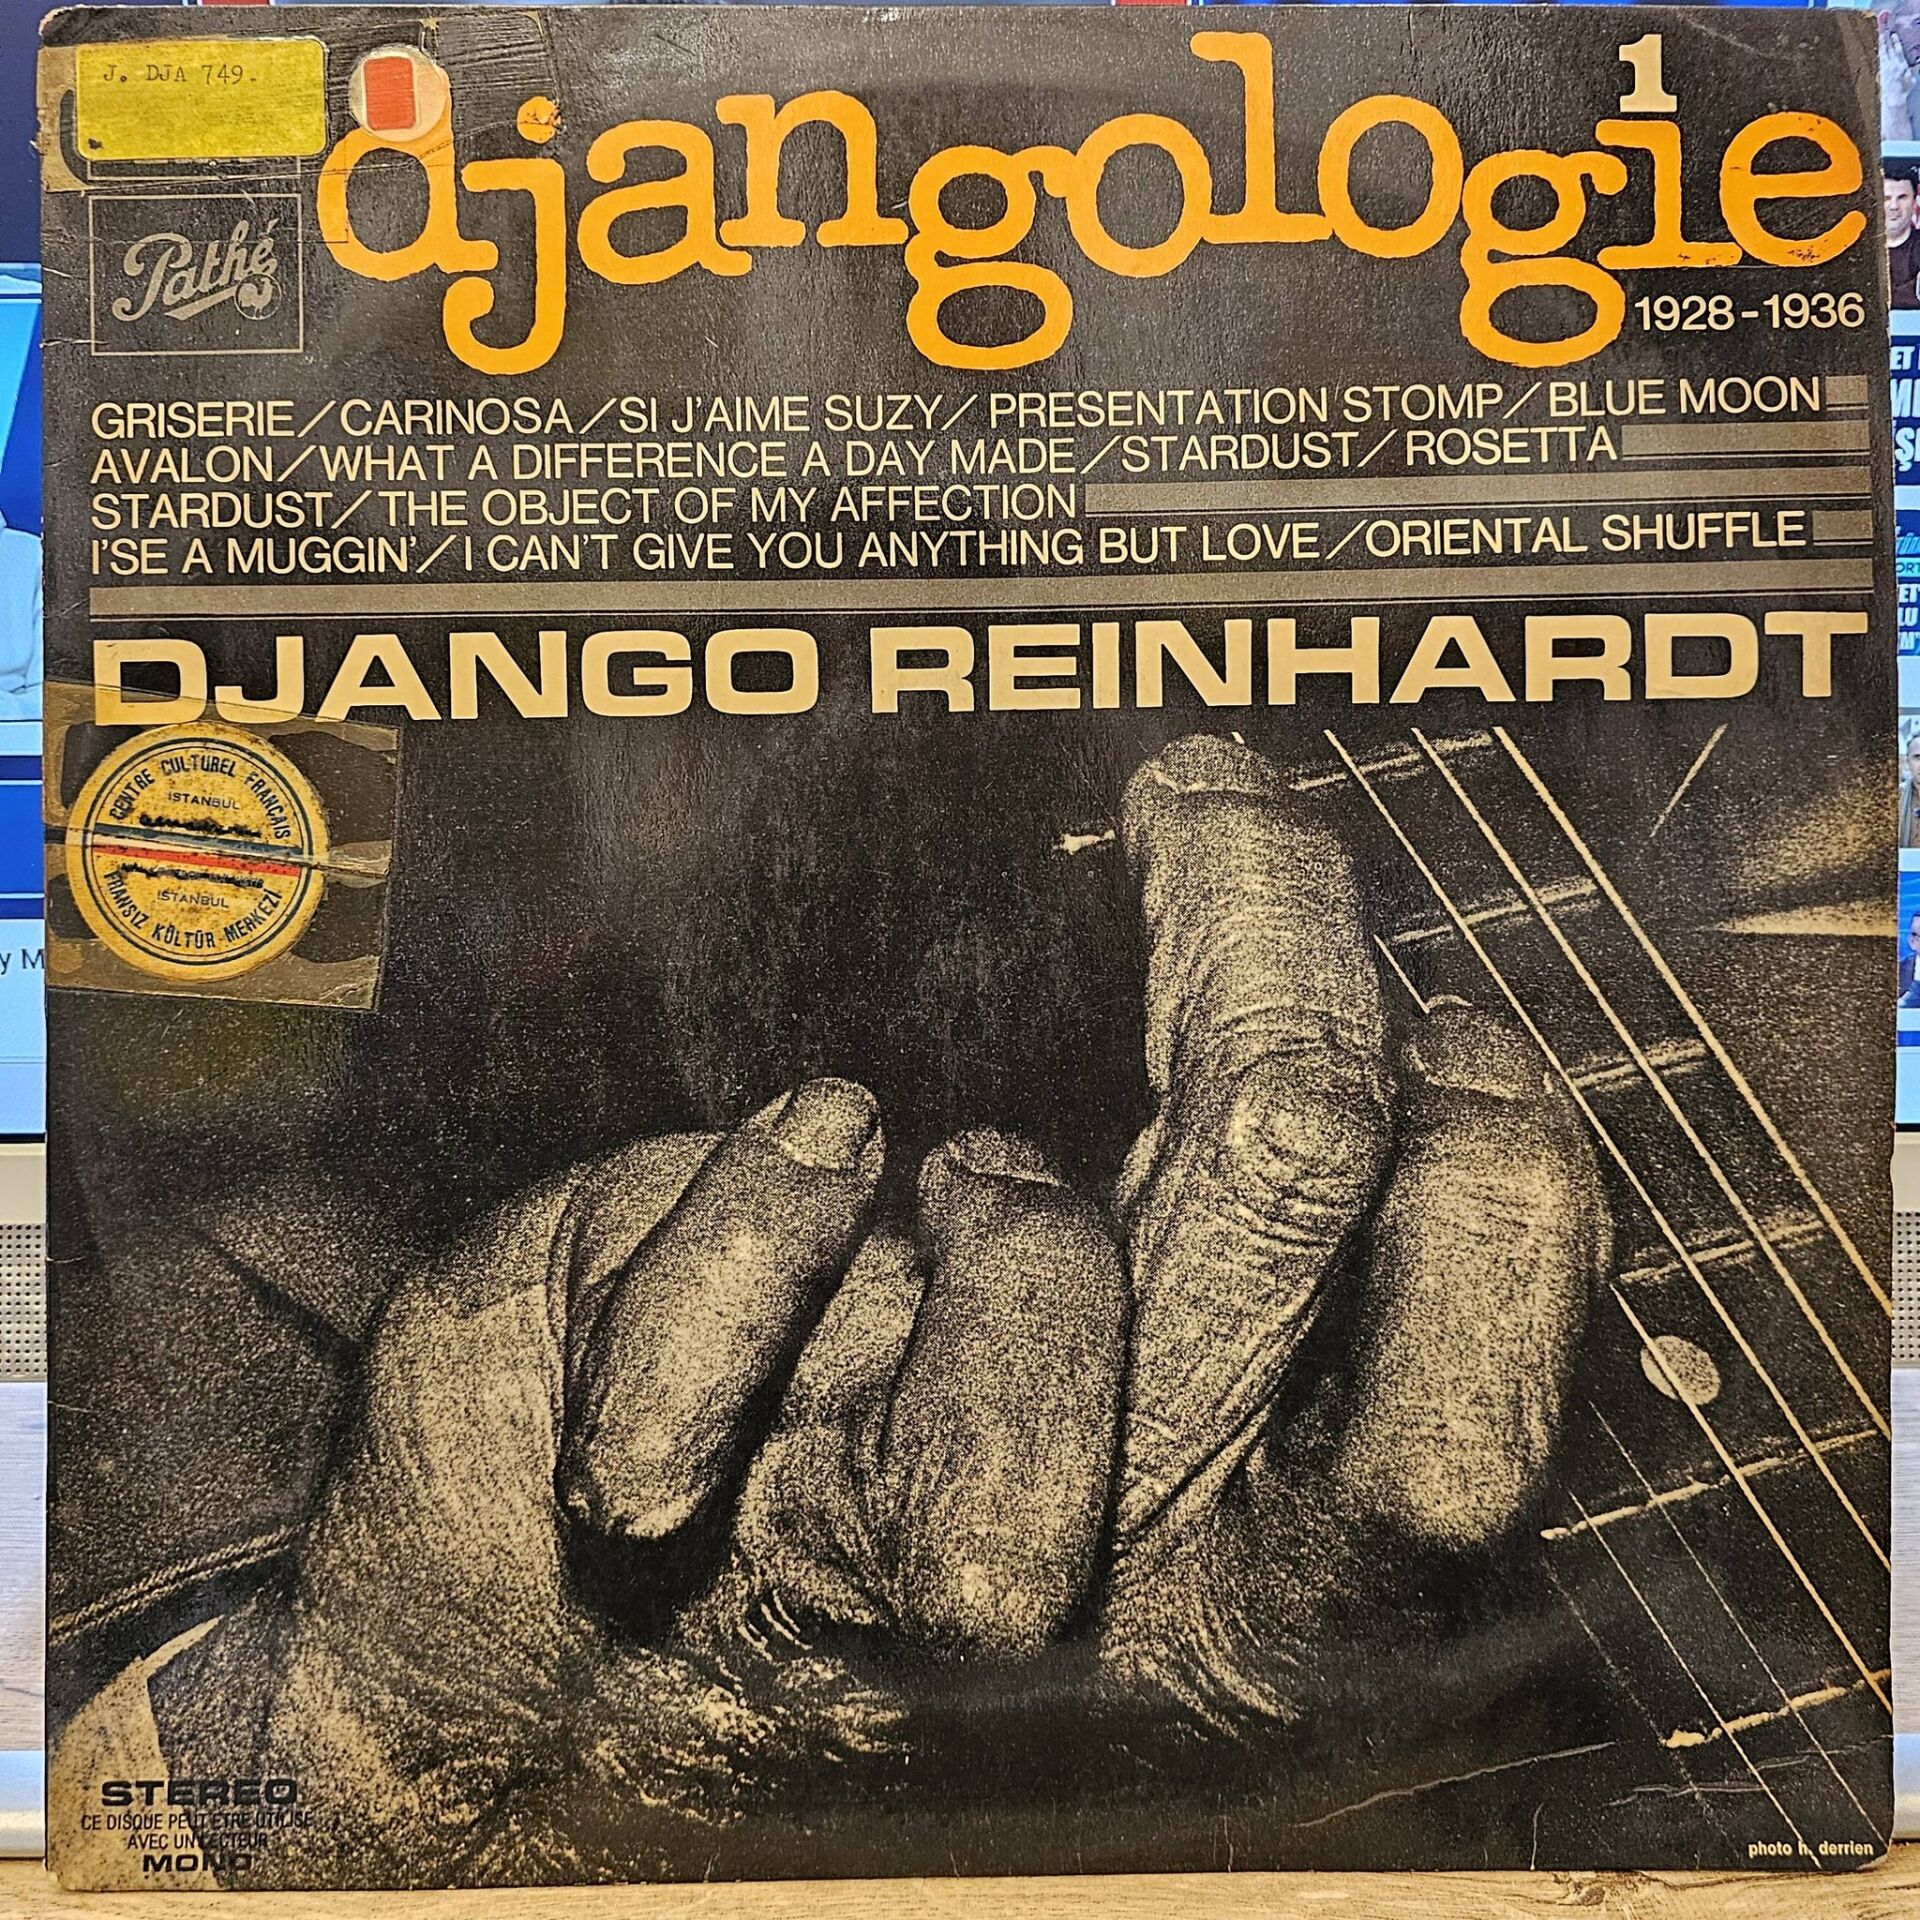 J. DJA 749.
djangologie
1
Pathé
1928-1936
GRISERIE/CARINOSA/SI J'AIME SUZY/PRESENTATION STOMP/BLUE MOON
AVALON/WHAT A DIFFERENCE A DAY MADE/STARDUST/ROSETTA
STARDUST/THE OBJECT OF MY AFFECTION
I'SE A MUGGIN'/I CAN'T GIVE YOU ANYTHING BUT LOVE/ORIENTAL SHUFFLE
DJANGO REINHARDT
CENTRE CULTUREL FRANÇAIS
ISTANBUL
ISTANBUL
FRANSIZ KÜLTÜR MERKEZİ
STEREO
CE DISQUE PEUT ETRE UTILISE
AVEC UN LECTEUR
MONO
photo h. derrien
y M